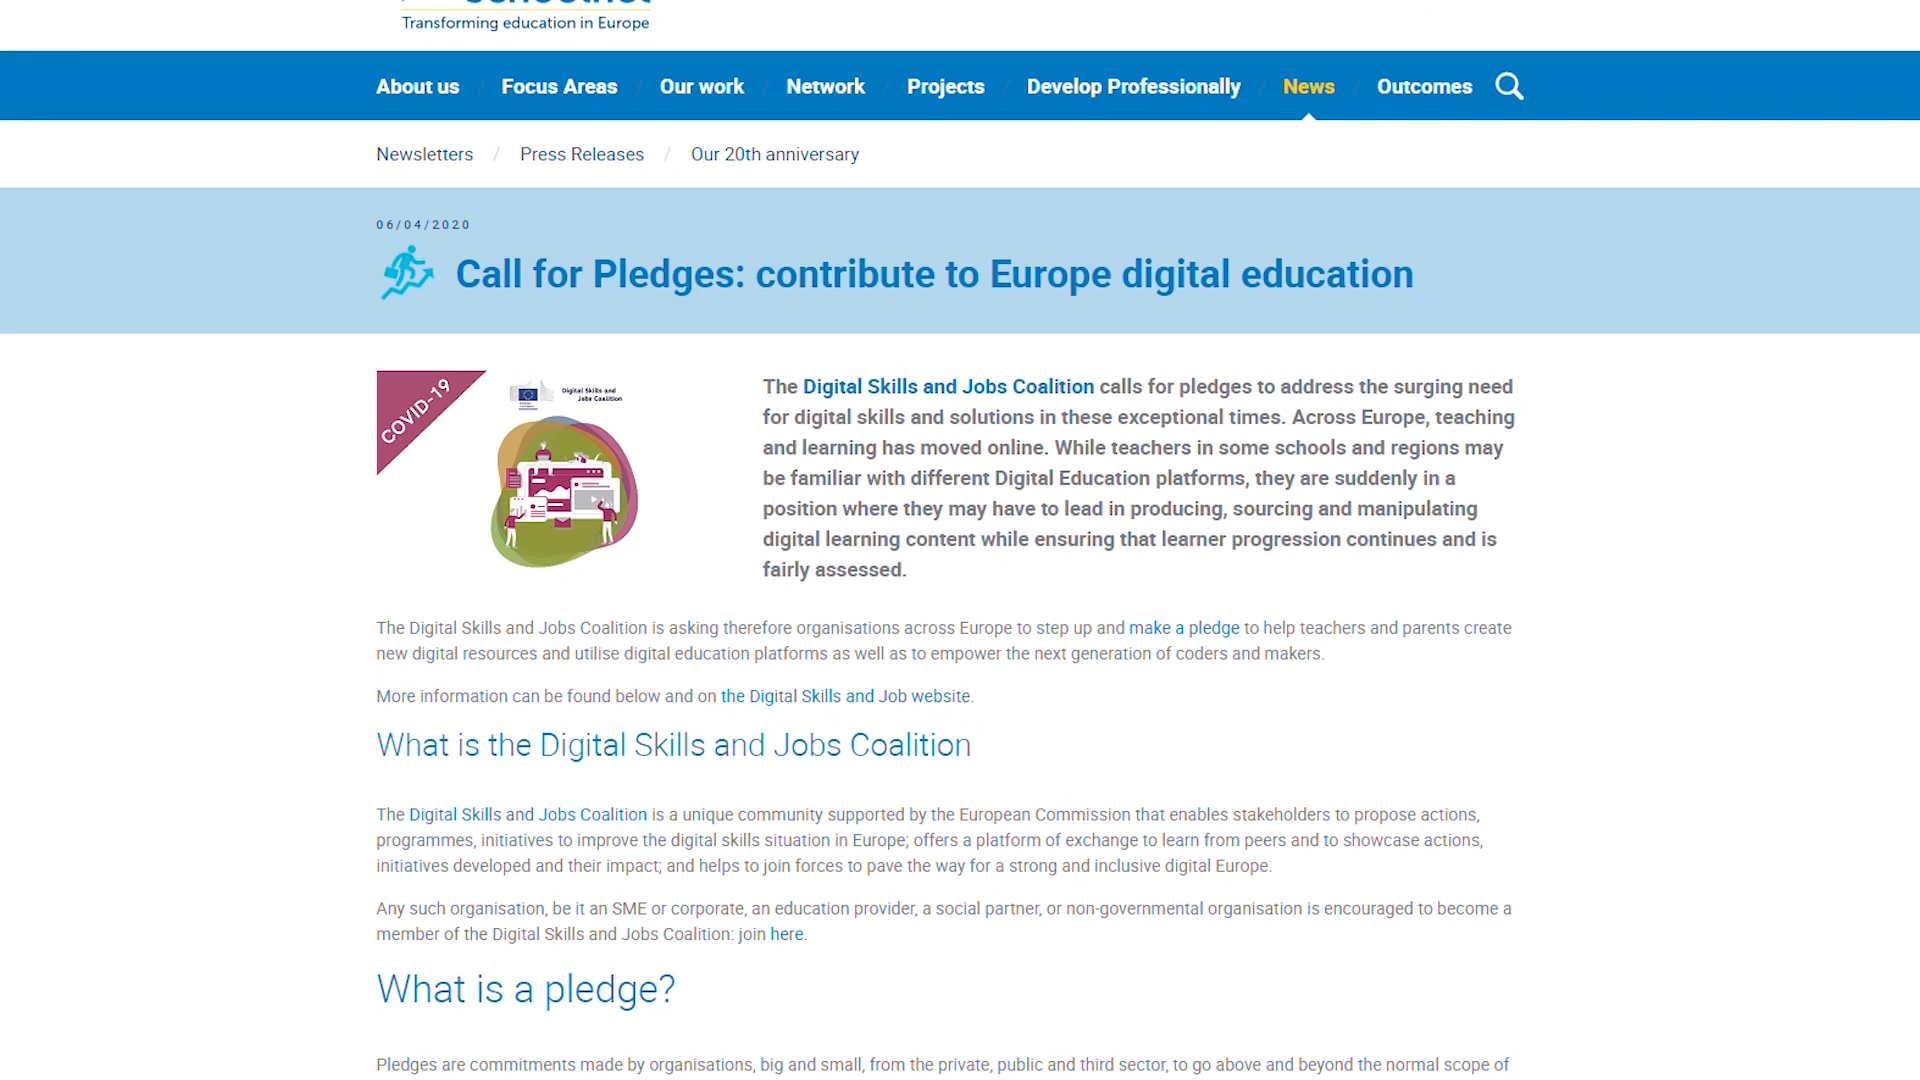 Transforming education in Europe
About us / Focus Areas / Our work / Network / Projects / Develop Professionally / News / Outcomes
Newsletters / Press Releases / Our 20th anniversary
06/04/2020
Call for Pledges: contribute to Europe digital education
COVID-19
Digital Skills and
Jobs Coalition
The Digital Skills and Jobs Coalition calls for pledges to address the surging need
for digital skills and solutions in these exceptional times. Across Europe, teaching
and learning has moved online. While teachers in some schools and regions may
be familiar with different Digital Education platforms, they are suddenly in a
position where they may have to lead in producing, sourcing and manipulating
digital learning content while ensuring that learner progression continues and is
fairly assessed.
The Digital Skills and Jobs Coalition is asking therefore organisations across Europe to step up and make a pledge to help teachers and parents create
new digital resources and utilise digital education platforms as well as to empower the next generation of coders and makers.
More information can be found below and on the Digital Skills and Job website.
What is the Digital Skills and Jobs Coalition
The Digital Skills and Jobs Coalition is a unique community supported by the European Commission that enables stakeholders to propose actions,
programmes, initiatives to improve the digital skills situation in Europe; offers a platform of exchange to learn from peers and to showcase actions,
initiatives developed and their impact; and helps to join forces to pave the way for a strong and inclusive digital Europe.
Any such organisation, be it an SME or corporate, an education provider, a social partner, or non-governmental organisation is encouraged to become a
member of the Digital Skills and Jobs Coalition: join here.
What is a pledge?
Pledges are commitments made by organisations, big and small, from the private, public and third sector, to go above and beyond the normal scope of